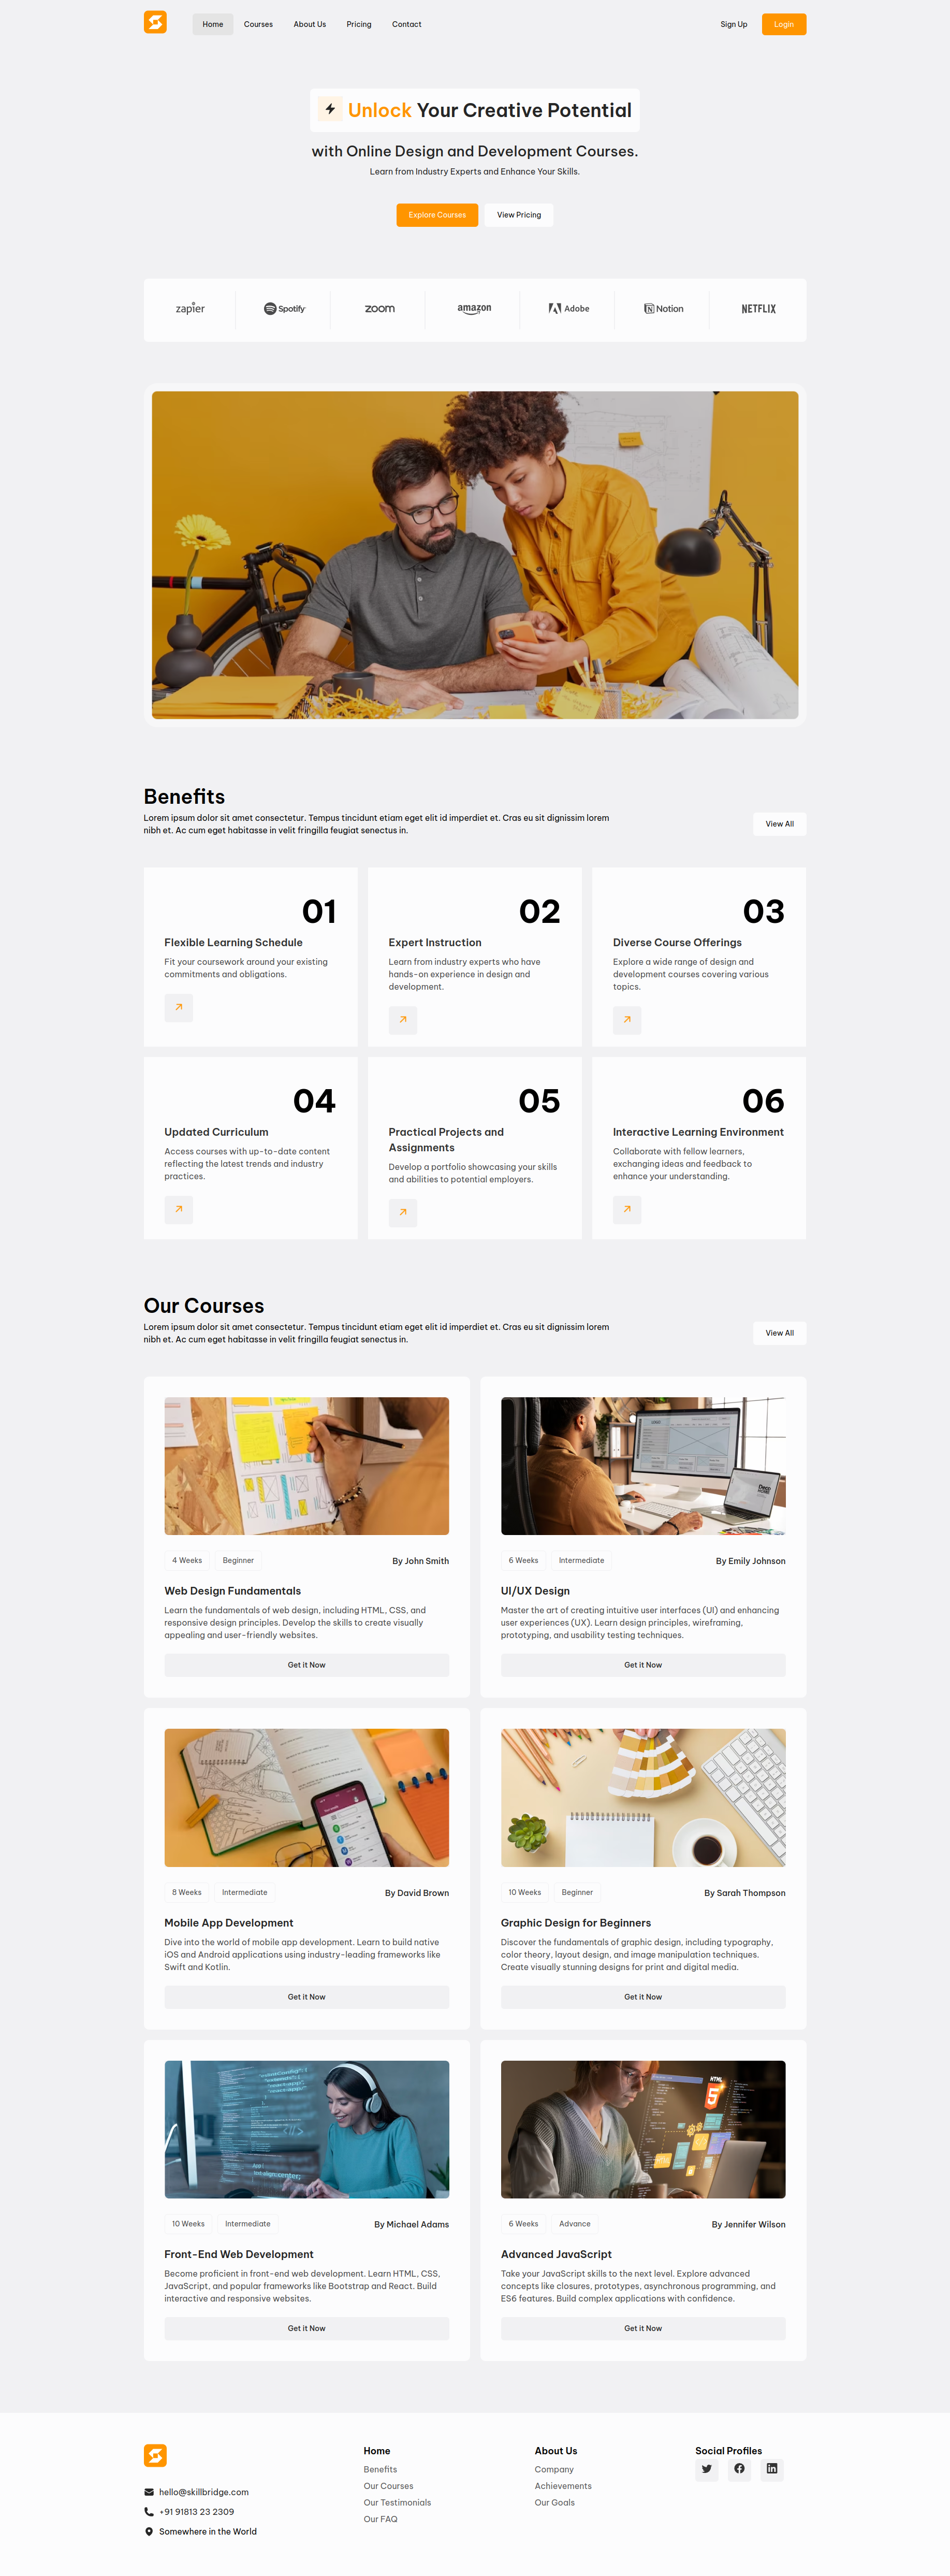 Home Courses About Us Pricing Contact Sign Up Login
Unlock Your Creative Potential
with Online Design and Development Courses.
Learn from Industry Experts and Enhance Your Skills.
Explore Courses View Pricing
zapier Spotify zoom amazon Adobe Notion NETFLIX
Benefits
Lorem ipsum dolor sit amet consectetur. Tempus tincidunt etiam eget elit id imperdiet et. Cras eu sit dignissim lorem
nibh et. Ac cum eget habitasse in velit fringilla feugiat senectus in.
View All
01
Flexible Learning Schedule
Fit your coursework around your existing
commitments and obligations.
02
Expert Instruction
Learn from industry experts who have
hands-on experience in design and
development.
03
Diverse Course Offerings
Explore a wide range of design and
development courses covering various
topics.
04
Updated Curriculum
Access courses with up-to-date content
reflecting the latest trends and industry
practices.
05
Practical Projects and
Assignments
Develop a portfolio showcasing your skills
and abilities to potential employers.
06
Interactive Learning Environment
Collaborate with fellow learners,
exchanging ideas and feedback to
enhance your understanding.
Our Courses
Lorem ipsum dolor sit amet consectetur. Tempus tincidunt etiam eget elit id imperdiet et. Cras eu sit dignissim lorem
nibh et. Ac cum eget habitasse in velit fringilla feugiat senectus in.
View All
4 Weeks Beginner By John Smith
Web Design Fundamentals
Learn the fundamentals of web design, including HTML, CSS, and
responsive design principles. Develop the skills to create visually
appealing and user-friendly websites.
Get it Now
6 Weeks Intermediate By Emily Johnson
UI/UX Design
Master the art of creating intuitive user interfaces (UI) and enhancing
user experiences (UX). Learn design principles, wireframing,
prototyping, and usability testing techniques.
Get it Now
8 Weeks Intermediate By David Brown
Mobile App Development
Dive into the world of mobile app development. Learn to build native
iOS and Android applications using industry-leading frameworks like
Swift and Kotlin.
Get it Now
10 Weeks Beginner By Sarah Thompson
Graphic Design for Beginners
Discover the fundamentals of graphic design, including typography,
color theory, layout design, and image manipulation techniques.
Create visually stunning designs for print and digital media.
Get it Now
10 Weeks Intermediate By Michael Adams
Front-End Web Development
Become proficient in front-end web development. Learn HTML, CSS,
JavaScript, and popular frameworks like Bootstrap and React. Build
interactive and responsive websites.
Get it Now
HTML
5
6 Weeks Advance By Jennifer Wilson
Advanced JavaScript
Take your JavaScript skills to the next level. Explore advanced
concepts like closures, prototypes, asynchronous programming, and
ES6 features. Build complex applications with confidence.
Get it Now
hello@skillbridge.com
+91 91813 23 2309
Somewhere in the World
Home
Benefits
Our Courses
Our Testimonials
Our FAQ
About Us
Company
Achievements
Our Goals
Social Profiles